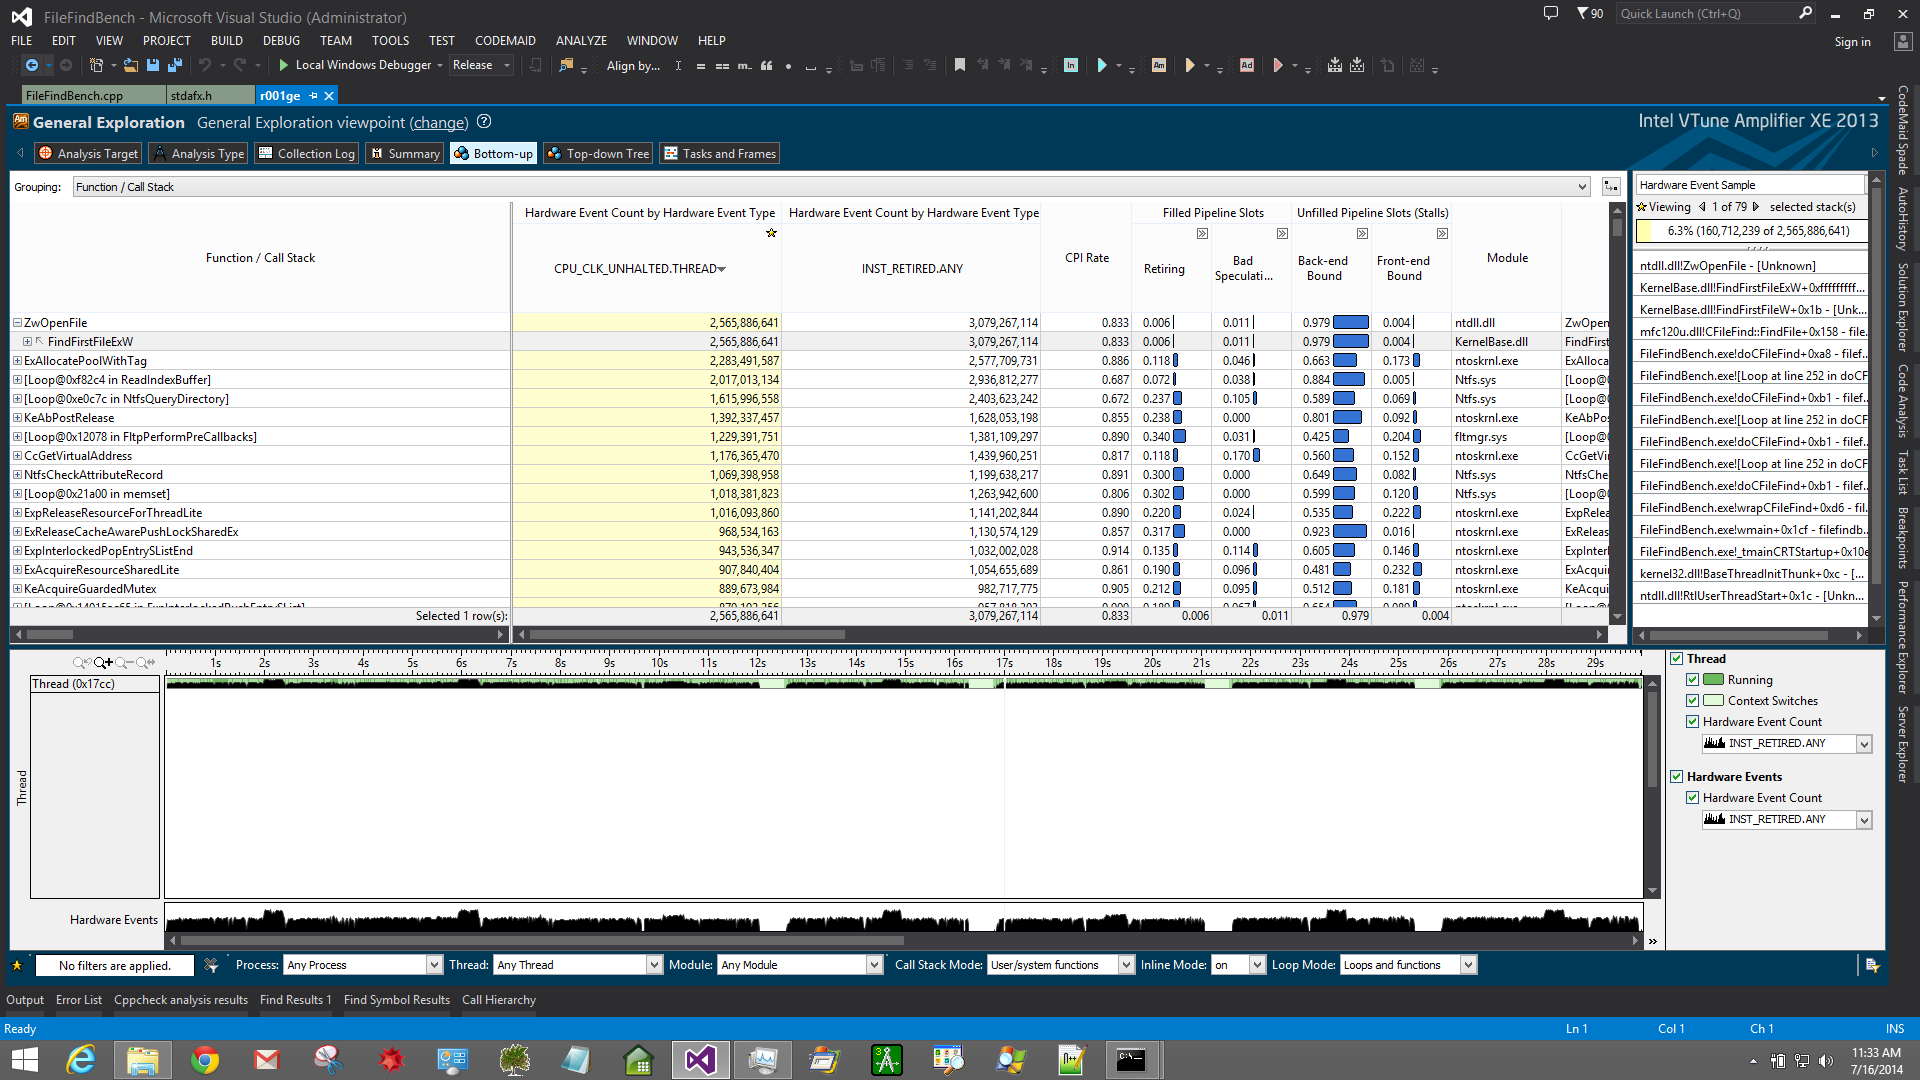 FileFindBench - Microsoft Visual Studio (Administrator)
90
Quick Launch (Ctrl+Q)
FILE EDIT VIEW PROJECT BUILD DEBUG TEAM TOOLS TEST CODEMAID ANALYZE WINDOW HELP
Sign in
Local Windows Debugger Release Align by...
FileFindBench.cpp stdafx.h r001ge
General Exploration General Exploration viewpoint (change)
Intel VTune Amplifier XE 2013
Analysis Target Analysis Type Collection Log Summary Bottom-up Top-down Tree Tasks and Frames
Grouping: Function / Call Stack
Function / Call Stack
Hardware Event Count by Hardware Event Type Hardware Event Count by Hardware Event Type Filled Pipeline Slots Unfilled Pipeline Slots (Stalls)
CPU_CLK_UNHALTED.THREAD INST_RETIRED.ANY CPI Rate Retiring Bad Speculati... Back-end Bound Front-end Bound Module
ZwOpenFile 2,565,886,641 3,079,267,114 0.833 0.006 0.011 0.979 0.004 ntdll.dll ZwOpen
FindFirstFileExW 2,565,886,641 3,079,267,114 0.833 0.006 0.011 0.979 0.004 KernelBase.dll FindFirst
ExAllocatePoolWithTag 2,283,491,587 2,577,709,731 0.886 0.118 0.046 0.663 0.173 ntoskrnl.exe ExAlloca
[Loop@0xf82c4 in ReadIndexBuffer] 2,017,013,134 2,936,812,277 0.687 0.072 0.038 0.884 0.005 Ntfs.sys [Loop@0
[Loop@0xe0c7c in NtfsQueryDirectory] 1,615,996,558 2,403,623,242 0.672 0.237 0.105 0.589 0.069 Ntfs.sys [Loop@0
KeAbPostRelease 1,392,337,457 1,628,053,198 0.855 0.238 0.000 0.801 0.092 ntoskrnl.exe KeAbPos
[Loop@0x12078 in FltpPerformPreCallbacks] 1,229,391,751 1,381,109,297 0.890 0.340 0.031 0.425 0.204 fltmgr.sys [Loop@0
CcGetVirtualAddress 1,176,365,470 1,439,960,251 0.817 0.118 0.170 0.560 0.152 ntoskrnl.exe CcGetVir
NtfsCheckAttributeRecord 1,069,398,958 1,199,638,217 0.891 0.300 0.000 0.649 0.082 Ntfs.sys NtfsChe
[Loop@0x21a00 in memset] 1,018,381,823 1,263,942,600 0.806 0.302 0.000 0.599 0.120 Ntfs.sys [Loop@0
ExpReleaseResourceForThreadLite 1,016,093,860 1,141,202,844 0.890 0.220 0.024 0.535 0.222 ntoskrnl.exe ExpRelea
ExReleaseCacheAwarePushLockSharedEx 968,534,163 1,130,574,129 0.857 0.317 0.000 0.923 0.016 ntoskrnl.exe ExReleas
ExpInterlockedPopEntrySListEnd 943,536,347 1,032,002,028 0.914 0.135 0.114 0.605 0.146 ntoskrnl.exe ExpInterl
ExAcquireResourceSharedLite 907,840,404 1,054,655,689 0.861 0.190 0.096 0.481 0.232 ntoskrnl.exe ExAcqui
KeAcquireGuardedMutex 889,673,984 982,717,775 0.905 0.212 0.095 0.512 0.181 ntoskrnl.exe KeAcqui
Selected 1 row(s): 2,565,886,641 3,079,267,114 0.833 0.006 0.011 0.979 0.004
Hardware Event Sample
Viewing 1 of 79 selected stack(s)
6.3% (160,712,239 of 2,565,886,641)
ntdll.dll!ZwOpenFile - [Unknown]
KernelBase.dll!FindFirstFileExW+0xfffffffff...
KernelBase.dll!FindFirstFileW+0x1b - [Unk...
mfc120u.dll!CFileFind::FindFile+0x158 - file...
FileFindBench.exe!doCFileFind+0xa8 - filef...
FileFindBench.exe![Loop at line 252 in doCF
FileFindBench.exe!doCFileFind+0xb1 - filef...
FileFindBench.exe![Loop at line 252 in doCF
FileFindBench.exe!doCFileFind+0xb1 - filef...
FileFindBench.exe![Loop at line 252 in doCF
FileFindBench.exe!doCFileFind+0xb1 - filef...
FileFindBench.exe!wrapCFileFind+0xd6 - fil...
FileFindBench.exe!wmain+0x1cf - filefindb...
FileFindBench.exe!_tmainCRTStartup+0x10e
kernel32.dll!BaseThreadInitThunk+0xc - [...
ntdll.dll!RtlUserThreadStart+0x1c - [Unkn...
CodeMaid Spade
AutoHistory
Solution Explorer
Code Analysis
Task List
Breakpoints
Performance Explorer
Server Explorer
1s 2s 3s 4s 5s 6s 7s 8s 9s 10s 11s 12s 13s 14s 15s 16s 17s 18s 19s 20s 21s 22s 23s 24s 25s 26s 27s 28s 29s
Thread (0x17cc)
Thread
Hardware Events
Thread
Running
Context Switches
Hardware Event Count
INST_RETIRED.ANY
Hardware Events
Hardware Event Count
INST_RETIRED.ANY
No filters are applied. Process: Any Process Thread: Any Thread Module: Any Module Call Stack Mode: User/system functions Inline Mode: on Loop Mode: Loops and functions
Output Error List Cppcheck analysis results Find Results 1 Find Symbol Results Call Hierarchy
Ready Ln 1 Col 1 Ch 1 INS
11:33 AM
7/16/2014